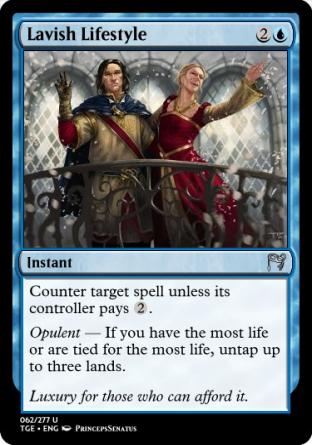 Lavish Lifestyle 2
Instant
Counter target spell unless its
controller pays 2.
Opulent — If you have the most life
or are tied for the most life, untap up
to three lands.
Luxury for those who can afford it.
062/277 U
TGE • ENG PRINCEPSSENATUS